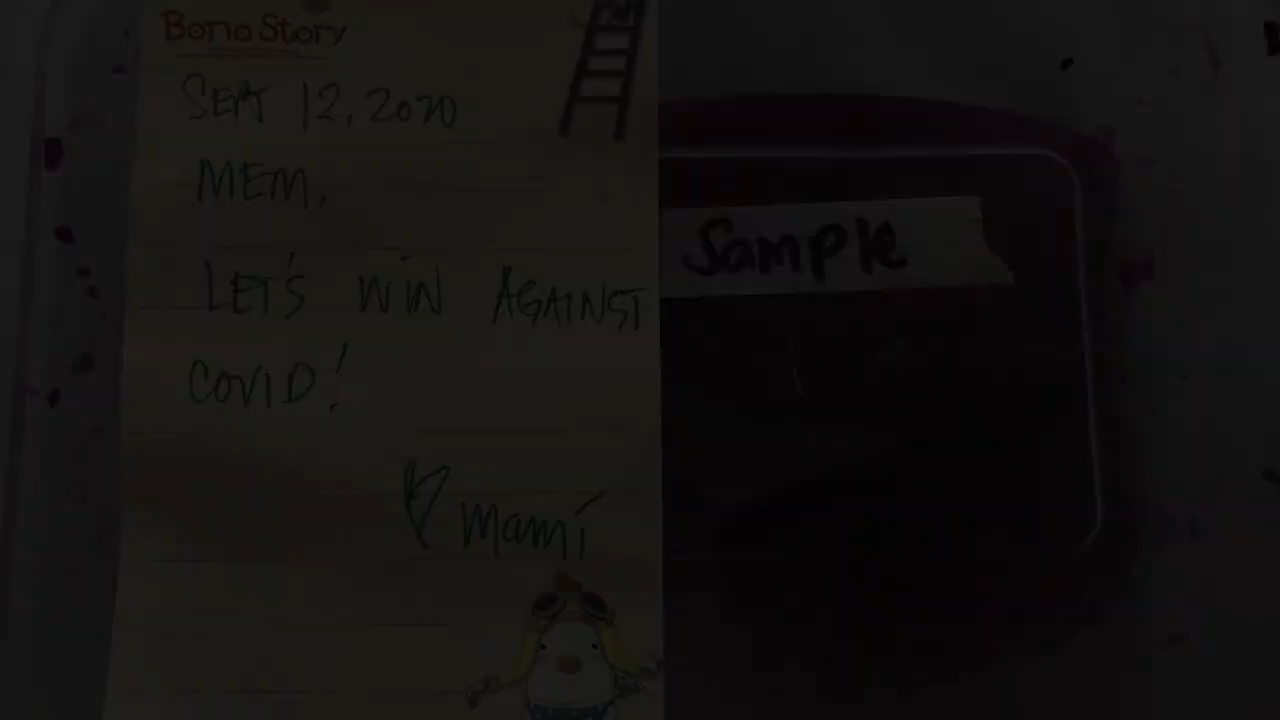 Bono Story
SEPT 12, 2020
MEM,
LET'S WIN AGAINST
COVID!
Mami
Sample